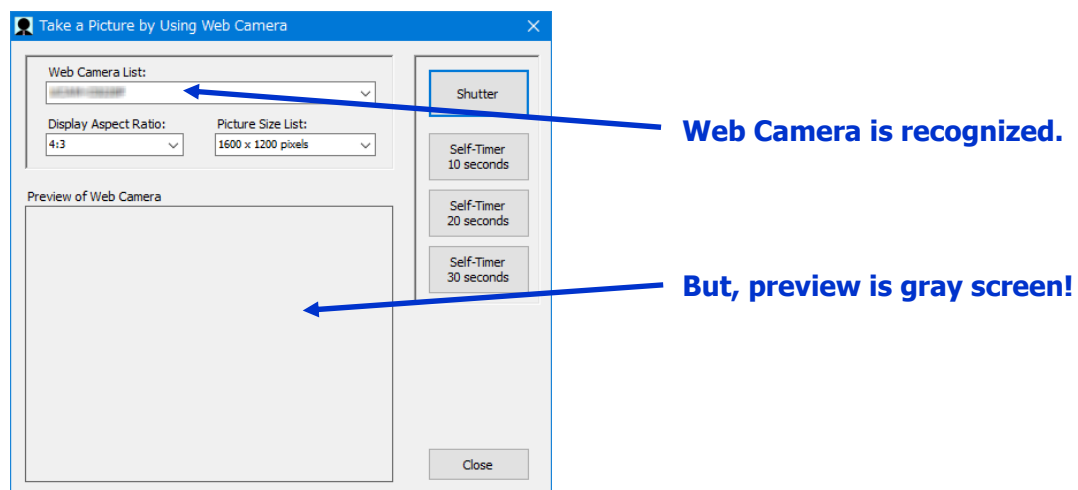 Take a Picture by Using Web Camera
Web Camera List:
Shutter
Web Camera is recognized.
Display Aspect Ratio:
Picture Size List:
4:3
1600 x 1200 pixels
Self-Timer
10 seconds
Preview of Web Camera
Self-Timer
20 seconds
Self-Timer
30 seconds
But, preview is gray screen!
Close